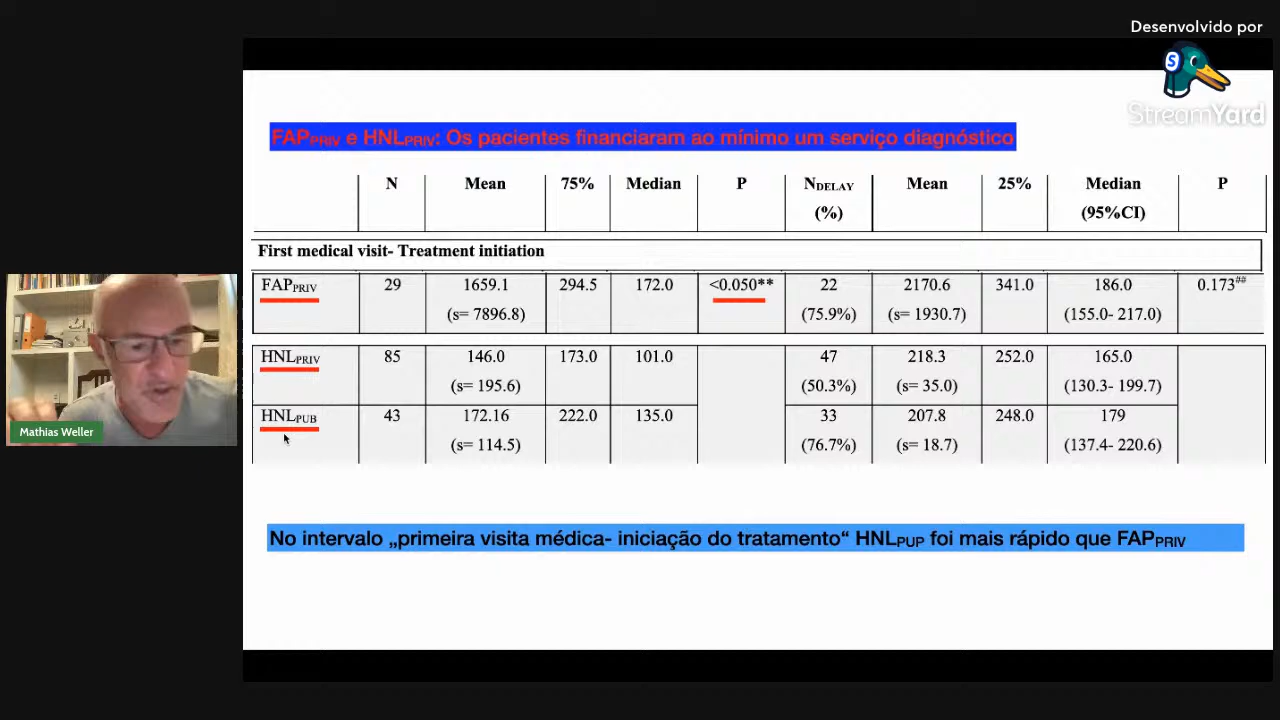 Desenvolvido por
S
StreamYard
FAPPRIV e HNLPRIV: Os pacientes financiaram ao mínimo um serviço diagnóstico
N Mean 75% Median P NDELAY (%) Mean 25% Median (95%CI) P
First medical visit- Treatment initiation
FAPPRIV 29 1659.1 294.5 172.0 <0.050** 22 2170.6 341.0 186.0 0.173##
(s= 7896.8) (75.9%) (s= 1930.7) (155.0- 217.0)
HNLPRIV 85 146.0 173.0 101.0 47 218.3 252.0 165.0
(s= 195.6) (50.3%) (s= 35.0) (130.3- 199.7)
HNLPUB 43 172.16 222.0 135.0 33 207.8 248.0 179
(s= 114.5) (76.7%) (s= 18.7) (137.4- 220.6)
Mathias Weller
No intervalo „primeira visita médica- iniciação do tratamento“ HNLPUP foi mais rápido que FAPPRIV